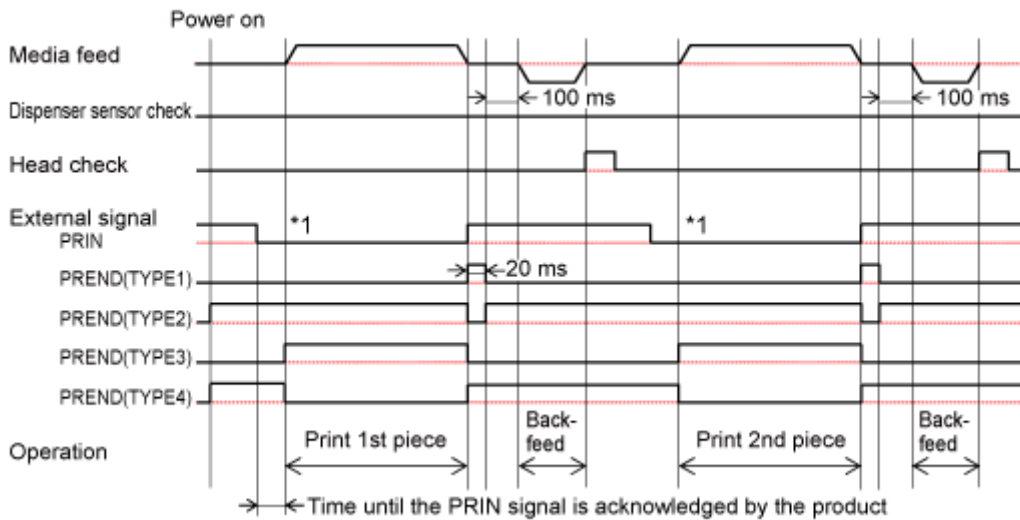 Power on
Media feed
100 ms
100 ms
Dispenser sensor check
Head check
External signal
*1
*1
PRIN
PREND(TYPE1)
20 ms
PREND(TYPE2)
PREND(TYPE3)
PREND(TYPE4)
Operation
Print 1st piece
Back-
feed
Print 2nd piece
Back-
feed
Time until the PRIN signal is acknowledged by the product